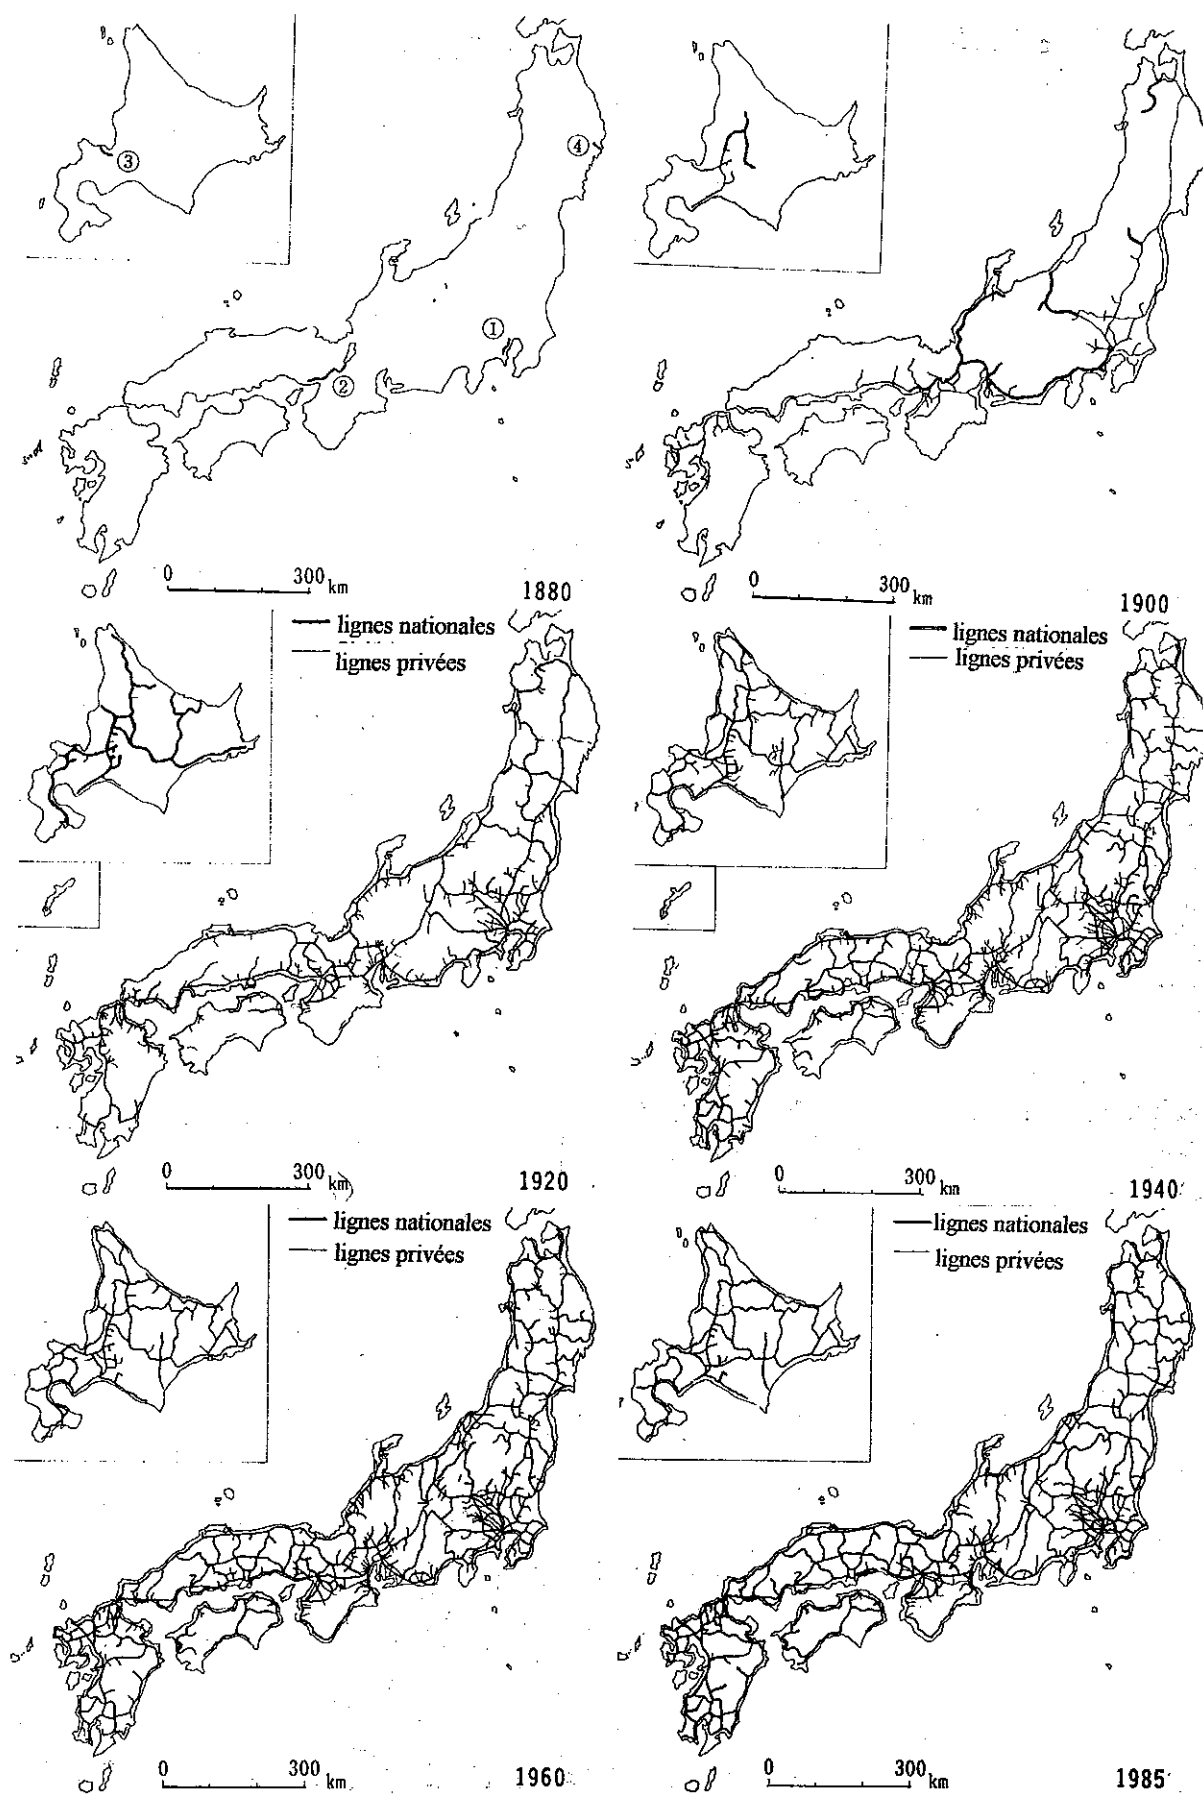 ③
④
①
②
0 300 km
1880
0 300 km
1900
lignes nationales
lignes privées
lignes nationales
lignes privées
0 300 km
1920
0 300 km
1940
lignes nationales
lignes privées
lignes nationales
lignes privées
0 300 km
1960
0 300 km
1985